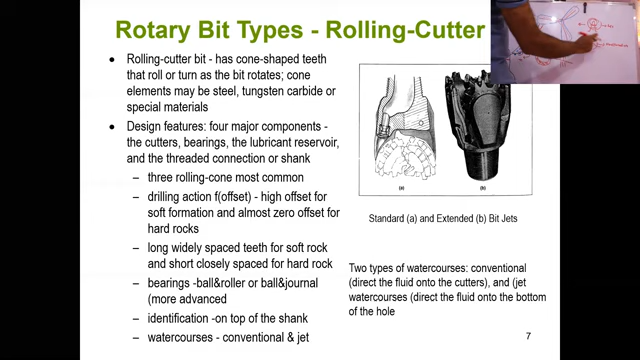 Rotary Bit Types - Rolling-Cutter
• Rolling-cutter bit - has cone-shaped teeth
that roll or turn as the bit rotates; cone
elements may be steel, tungsten carbide or
special materials
• Design features: four major components -
the cutters, bearings, the lubricant reservoir,
and the threaded connection or shank
– three rolling-cone most common
– drilling action f(offset) - high offset for
soft formation and almost zero offset for
hard rocks
– long widely spaced teeth for soft rock
and short closely spaced for hard rock
– bearings -ball&roller or ball&journal
(more advanced
– identification -on top of the shank
– watercourses - conventional & jet
(a)
(b)
Standard (a) and Extended (b) Bit Jets
Two types of watercourses: conventional
(direct the fluid onto the cutters), and (jet
watercourses (direct the fluid onto the bottom
of the hole
7